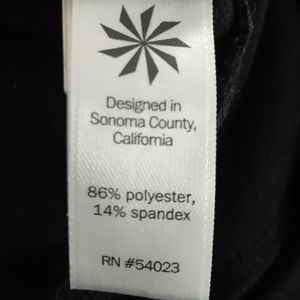 Designed in
Sonoma County,
California
86% polyester,
14% spandex
RN #54023